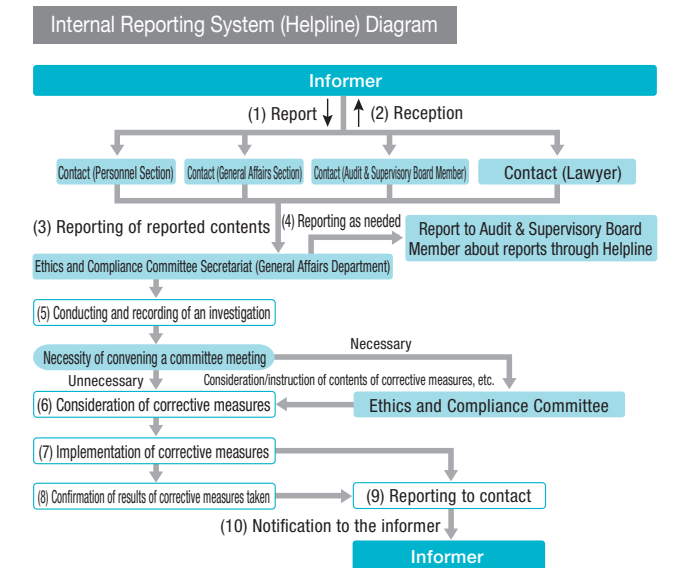 Internal Reporting System (Helpline) Diagram
Informer
(1) Report
(2) Reception
Contact (Personnel Section)
Contact (General Affairs Section)
Contact (Audit & Supervisory Board Member)
Contact (Lawyer)
(3) Reporting of reported contents
(4) Reporting as needed
Report to Audit & Supervisory Board
Member about reports through Helpline
Ethics and Compliance Committee Secretariat (General Affairs Department)
(5) Conducting and recording of an investigation
Necessity of convening a committee meeting
Necessary
Unnecessary
Consideration/instruction of contents of corrective measures, etc.
(6) Consideration of corrective measures
Ethics and Compliance Committee
(7) Implementation of corrective measures
(8) Confirmation of results of corrective measures taken
(9) Reporting to contact
(10) Notification to the informer
Informer